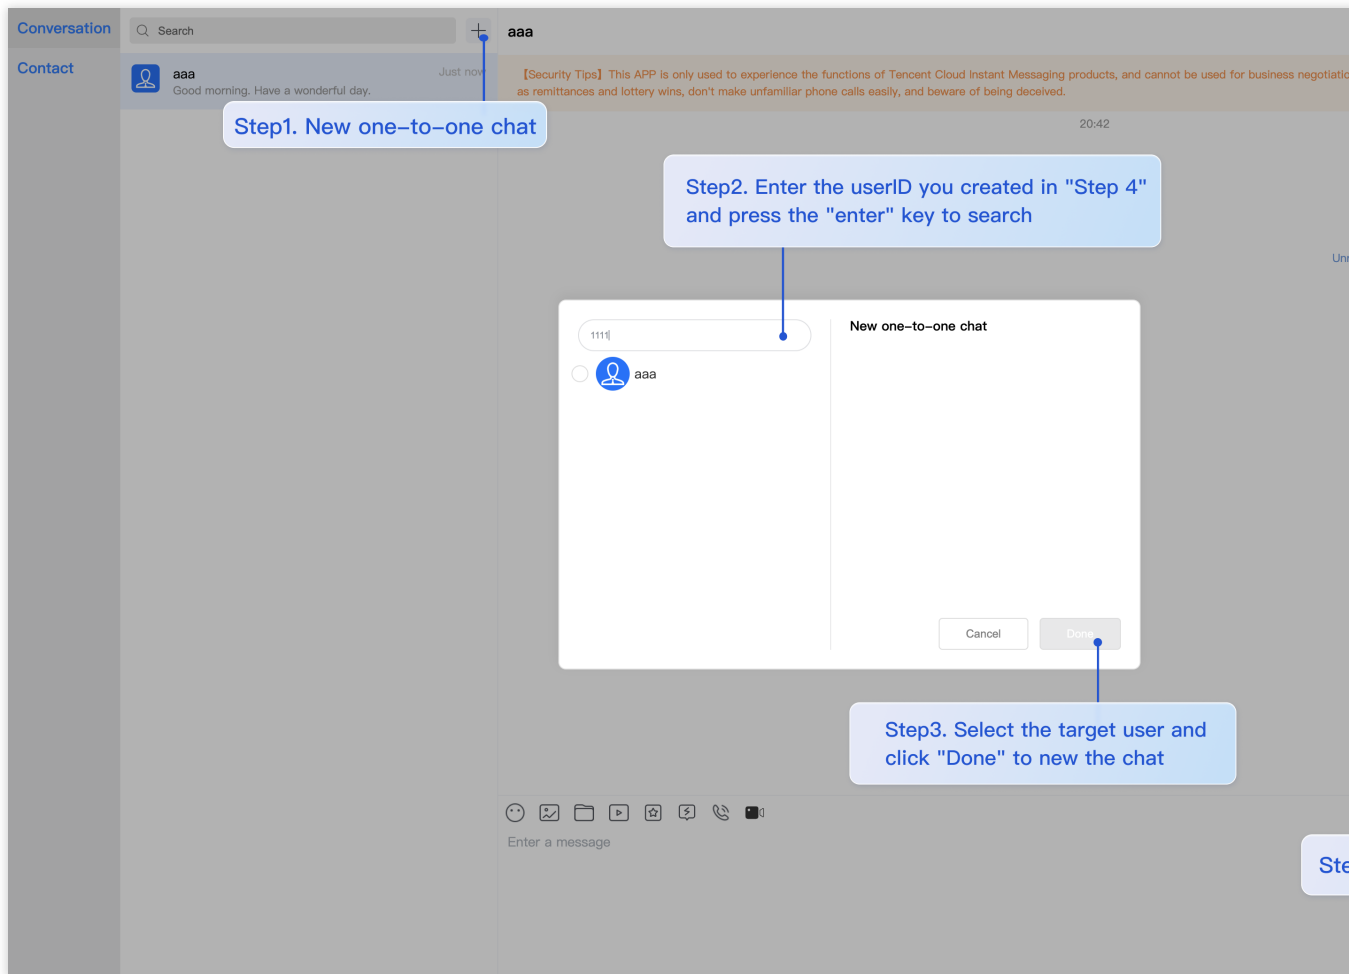 Conversation
Contact
Search
aaa
Just now
Good morning. Have a wonderful day.
Step1. New one-to-one chat
aaa
【Security Tips】This APP is only used to experience the functions of Tencent Cloud Instant Messaging products, and cannot be used for business negotiatio
as remittances and lottery wins, don't make unfamiliar phone calls easily, and beware of being deceived.
20:42
Step2. Enter the userID you created in "Step 4"
and press the "enter" key to search
1111
aaa
New one-to-one chat
Cancel
Done
Step3. Select the target user and
click "Done" to new the chat
Enter a message